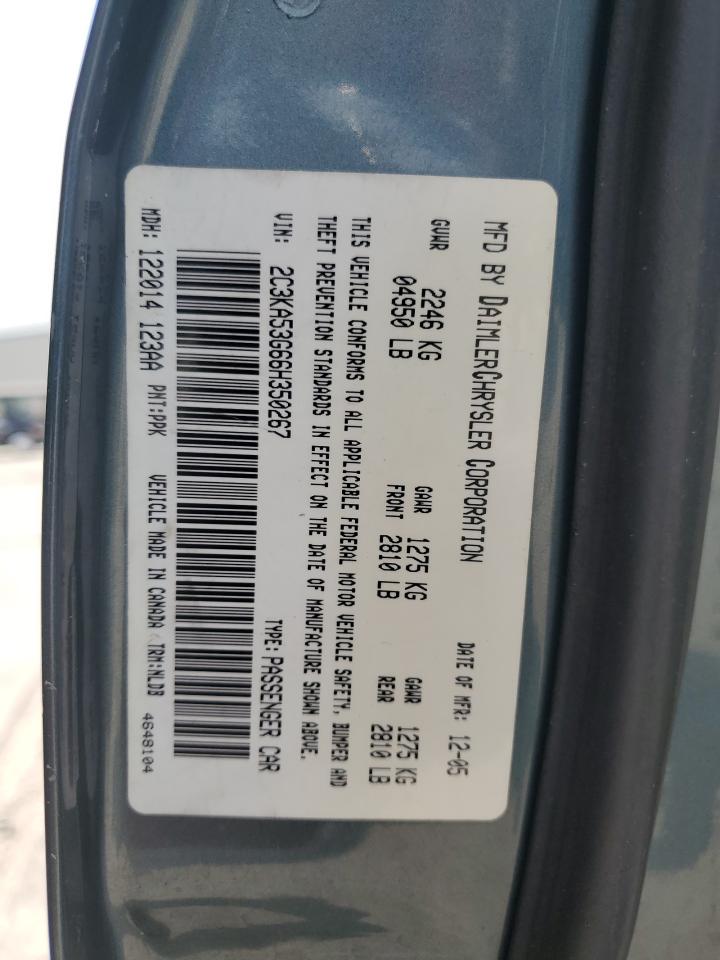 MFD BY DAIMLERCHRYSLER CORPORATION DATE OF MFR: 12-05
GVWR 2246 KG GAWR 1275 KG GAWR 1275 KG
04950 LB FRONT 2810 LB REAR 2810 LB
THIS VEHICLE CONFORMS TO ALL APPLICABLE FEDERAL MOTOR VEHICLE SAFETY, BUMPER AND
THEFT PREVENTION STANDARDS IN EFFECT ON THE DATE OF MANUFACTURE SHOWN ABOVE.
VIN: 2C3KA53G66H350267 TYPE: PASSENGER CAR
MDH: 122014 123AA PNT:PPK VEHICLE MADE IN CANADA TRM:NLDB 4648104